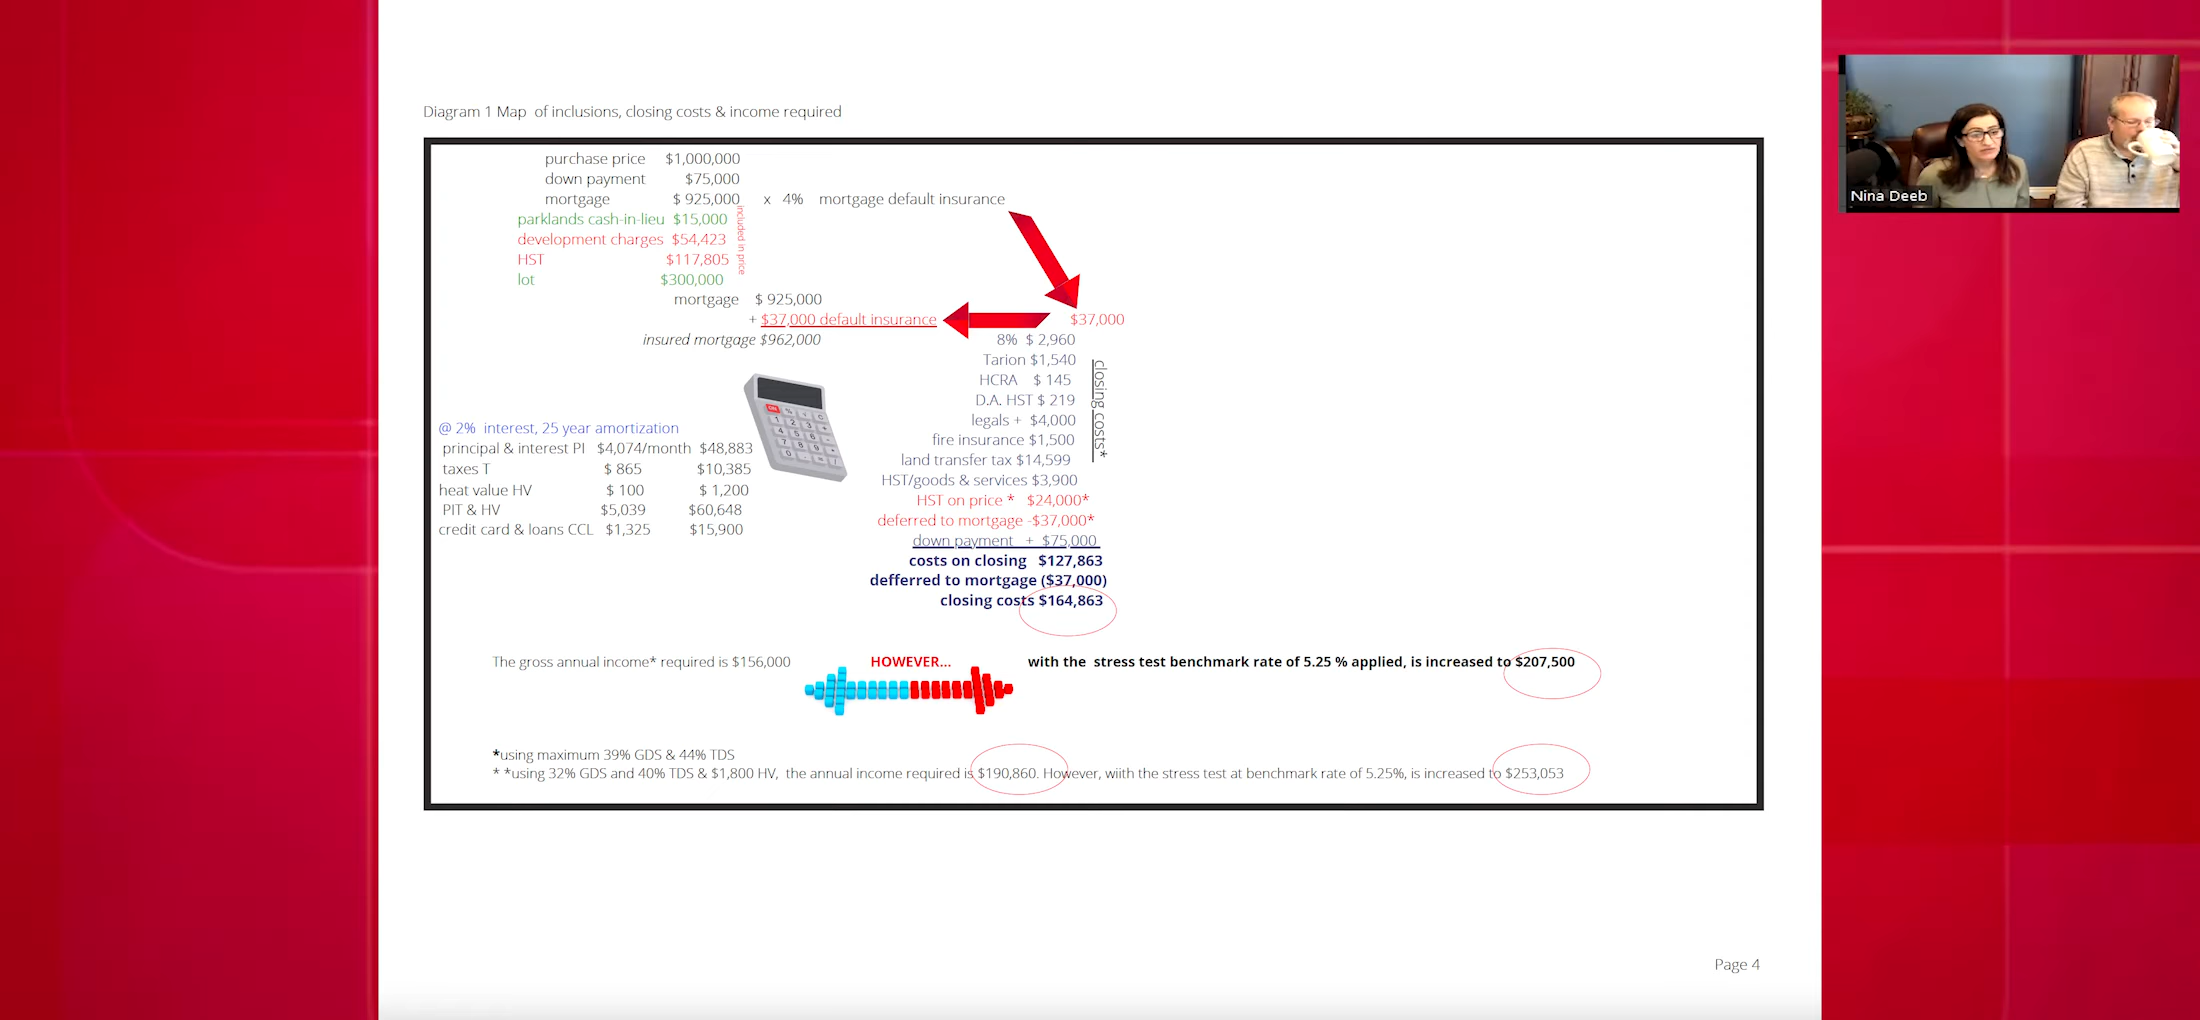 Diagram 1 Map of inclusions, closing costs & income required
purchase price $1,000,000
down payment $75,000
mortgage $ 925,000 x 4% mortgage default insurance
parklands cash-in-lieu $15,000
development charges $54,423
HST $117,805
lot $300,000
included in price
mortgage $ 925,000
+ $37,000 default insurance
insured mortgage $962,000
$37,000
8% $ 2,960
Tarion $1,540
HCRA $ 145
D.A. HST $ 219
legals + $4,000
fire insurance $1,500
land transfer tax $14,599
HST/goods & services $3,900
HST on price * $24,000*
deferred to mortgage -$37,000*
down payment + $75,000
costs on closing $127,863
defferred to mortgage ($37,000)
closing costs $164,863
closing costs*
@ 2% interest, 25 year amortization
principal & interest PI $4,074/month $48,883
taxes T $ 865 $10,385
heat value HV $ 100 $ 1,200
PIT & HV $5,039 $60,648
credit card & loans CCL $1,325 $15,900
The gross annual income* required is $156,000 HOWEVER... with the stress test benchmark rate of 5.25 % applied, is increased to $207,500
*using maximum 39% GDS & 44% TDS
* *using 32% GDS and 40% TDS & $1,800 HV, the annual income required is $190,860. However, wiith the stress test at benchmark rate of 5.25%, is increased to $253,053
Page 4
Nina Deeb